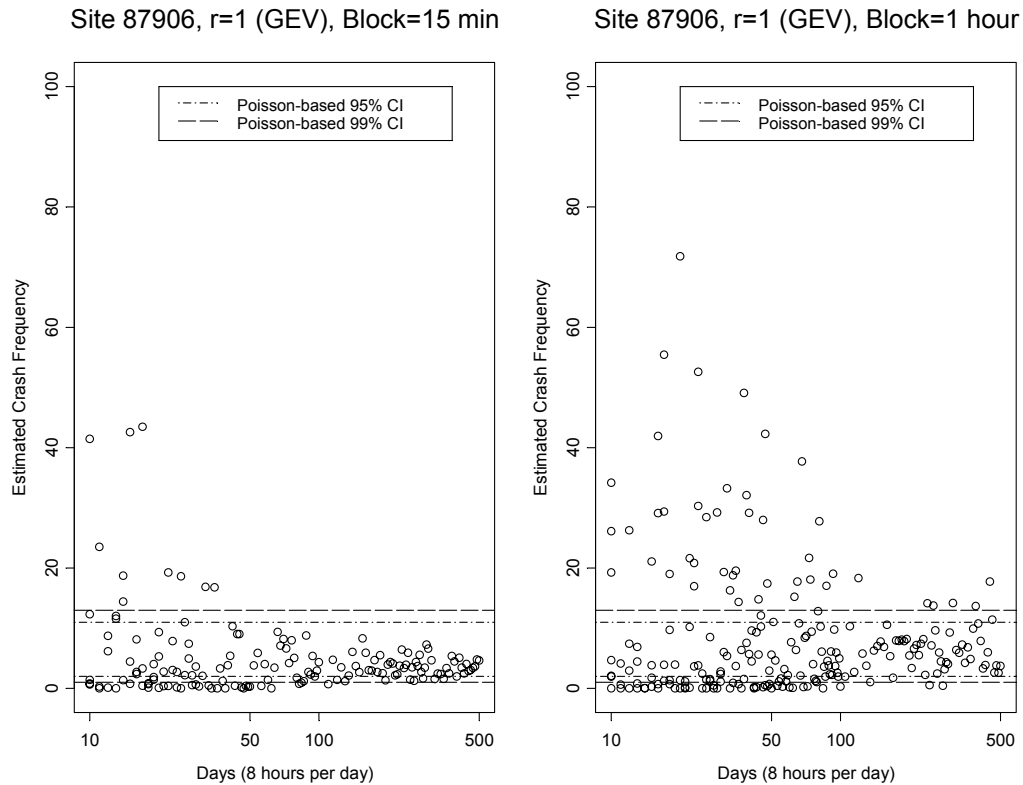 Site 87906, r=1 (GEV), Block=15 min
Poisson-based 95% CI
Poisson-based 99% CI
100
80
60
40
20
0
Estimated Crash Frequency
10
50
100
500
Days (8 hours per day)
Site 87906, r=1 (GEV), Block=1 hour
Poisson-based 95% CI
Poisson-based 99% CI
100
80
60
40
20
0
Estimated Crash Frequency
10
50
100
500
Days (8 hours per day)